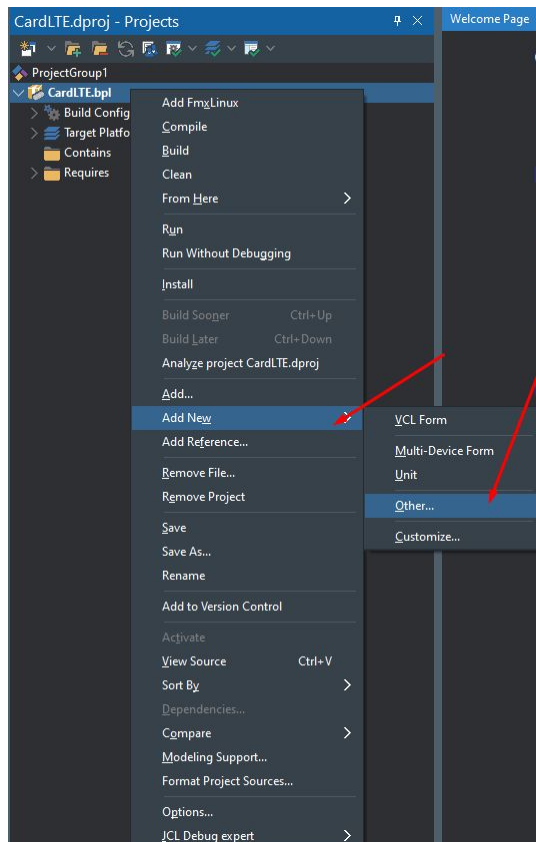 CardLTE.dproj - Projects
Welcome Page
ProjectGroup1
CardLTE.bpl
Build Config
Target Platfo
Contains
Requires
Add FmxLinux
Compile
Build
Clean
From Here
Run
Run Without Debugging
Install
Build Sooner Ctrl+Up
Build Later Ctrl+Down
Analyze project CardLTE.dproj
Add...
Add New
Add Reference...
Remove File...
Remove Project
Save
Save As...
Rename
Add to Version Control
Activate
View Source Ctrl+V
Sort By
Dependencies...
Compare
Modeling Support...
Format Project Sources...
Options...
JCL Debug expert
VCL Form
Multi-Device Form
Unit
Other...
Customize...